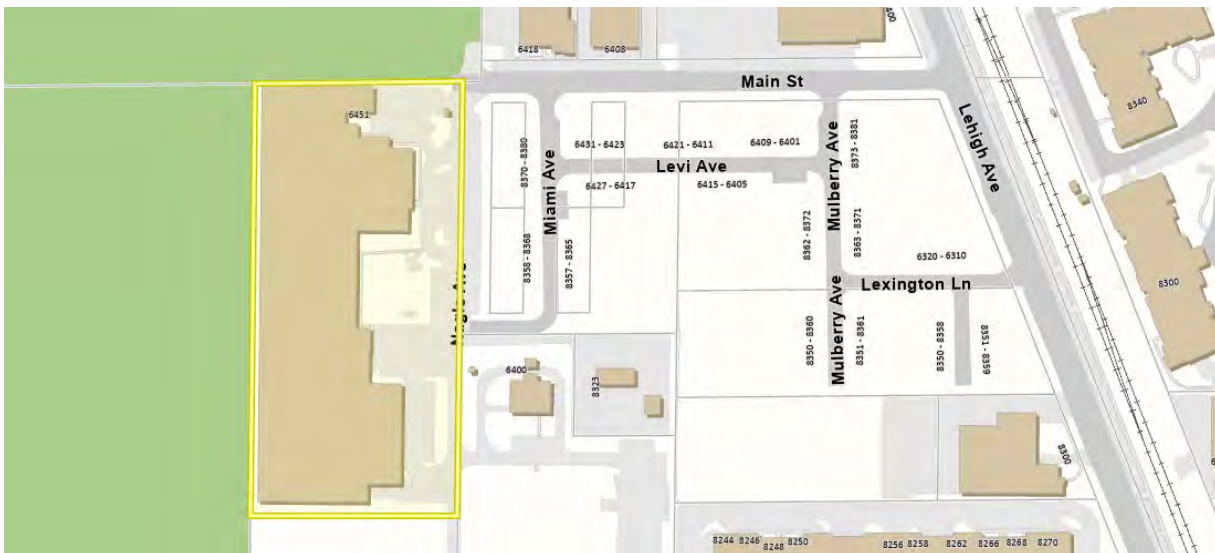 6418
6408
Main St
6451
8340
Lehigh Ave
8370 - 8380
6431 - 6423
6421 - 6411
6409 - 6401
Mulberry Ave
8373 - 8381
Miami Ave
Levi Ave
6427 - 6417
6415 - 6405
8358 - 8368
8357 - 8365
8362 - 8372
8363 - 8371
6320 - 6310
Lexington Ln
8300
8350 - 8360
Mulberry Ave
8351 - 8361
8350 - 8358
8351 - 8359
6400
8323
8300
8244
8246
8248
8250
8256
8258
8262
8266
8268
8270